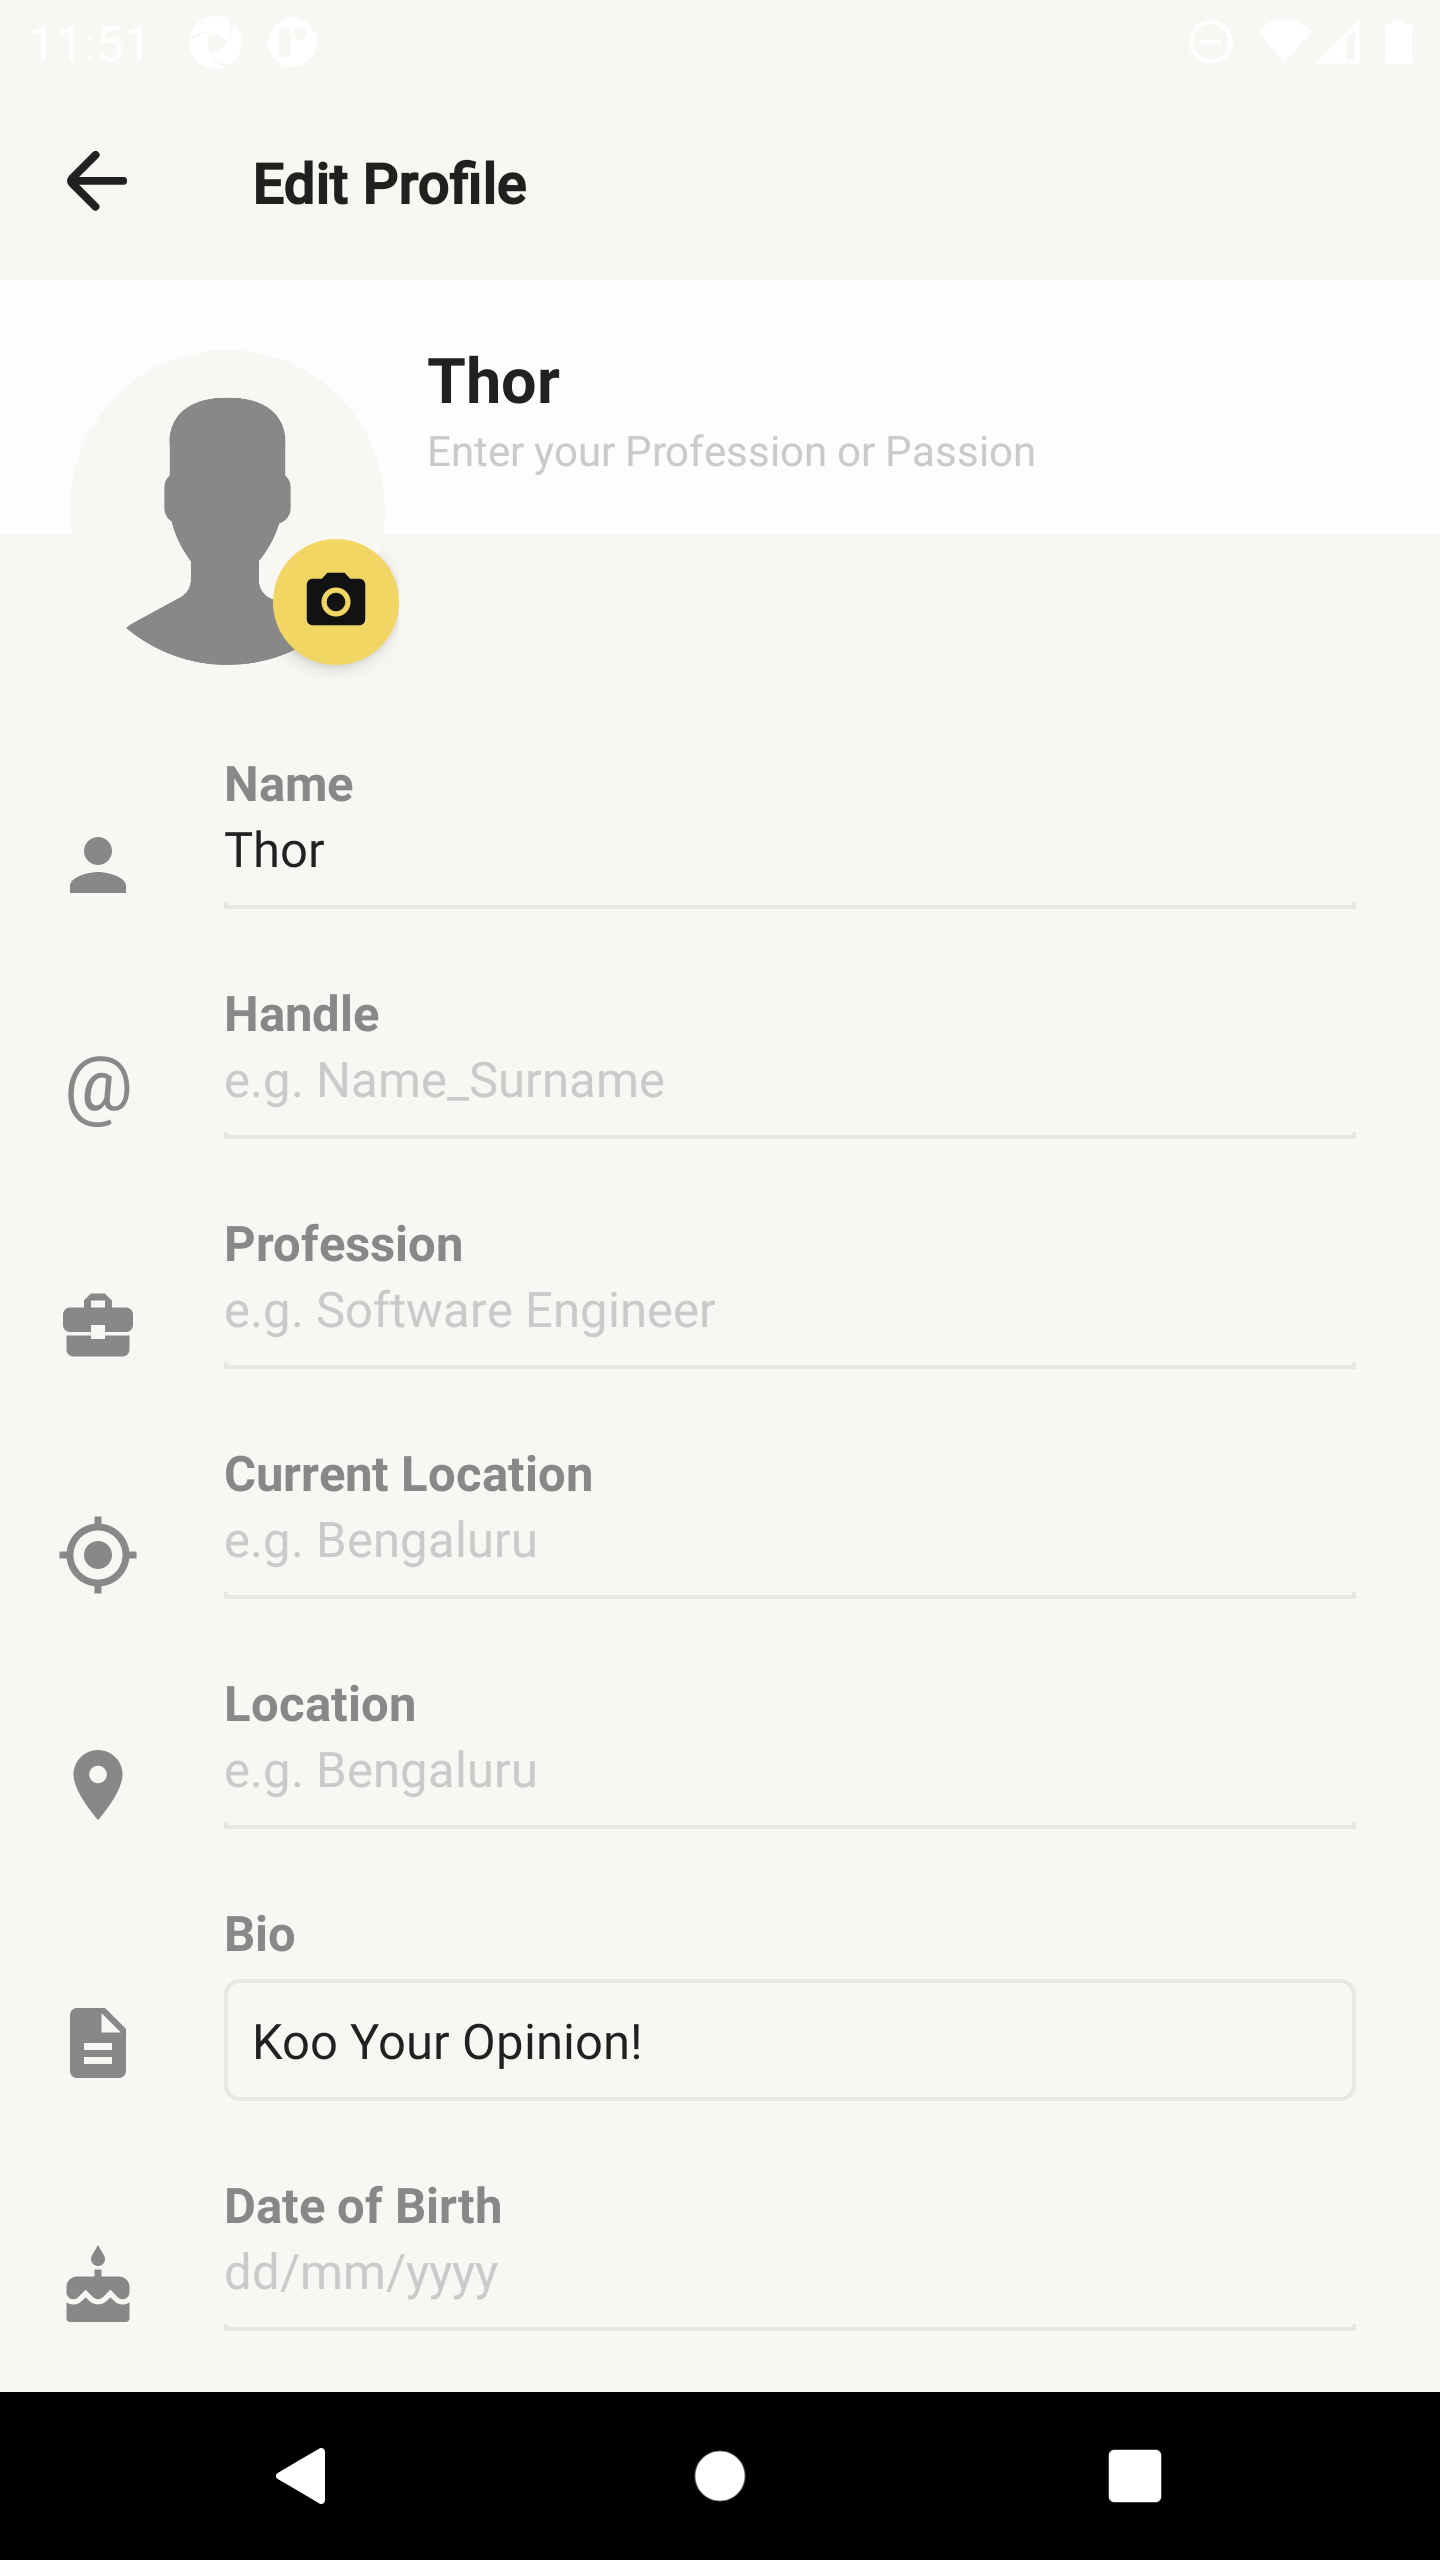 11:51
Edit Profile
Thor
Enter your Profession or Passion
Name
Thor
Handle
@
e.g. Name_Surname
Profession
e.g. Software Engineer
Current Location
e.g. Bengaluru
Location
e.g. Bengaluru
Bio
Koo Your Opinion!
Date of Birth
dd/mm/yyyy